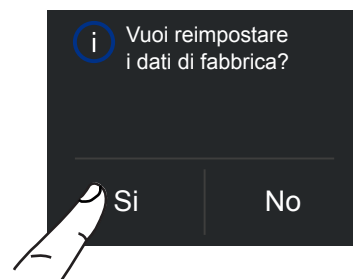 i
Vuoi reimpostare
i dati di fabbrica?
Si
No